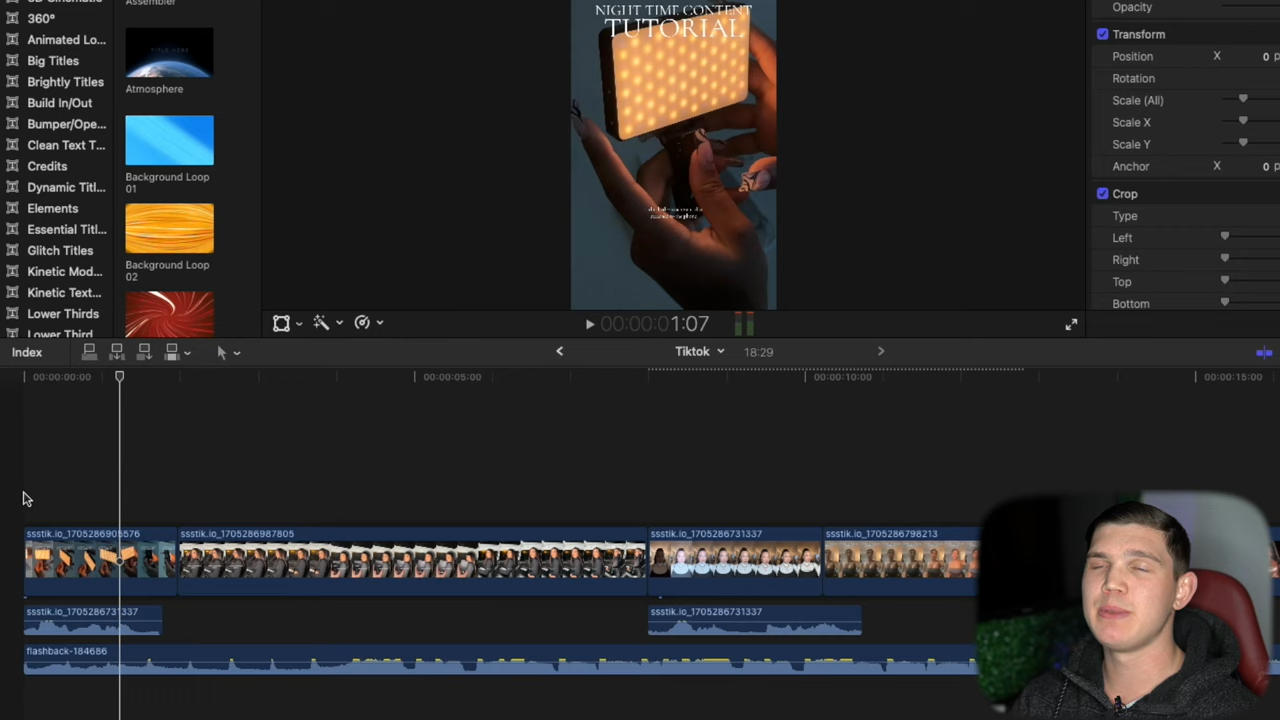 360°
Animated Lo...
Big Titles
Brightly Titles
Build In/Out
Bumper/Ope...
Clean Text T...
Credits
Dynamic Titl...
Elements
Essential Titl...
Glitch Titles
Kinetic Mod...
Kinetic Text...
Lower Thirds
Lower Third
Assembler
TITLE HERE
Atmosphere
Background Loop
01
Background Loop
02
NIGHT TIME CONTENT
TUTORIAL
00:00:01:07
Opacity
Transform
Position X 0 p
Rotation
Scale (All)
Scale X
Scale Y
Anchor X 0 p
Crop
Type
Left
Right
Top
Bottom
Index
Tiktok 18:29
00:00:00:00
00:00:05:00
00:00:10:00
00:00:15:00
ssstik.io_1705286905576
ssstik.io_1705286987805
ssstik.io_1705286731337
ssstik.io_1705286798213
ssstik.io_1705286731337
ssstik.io_1705286731337
flashback-184686